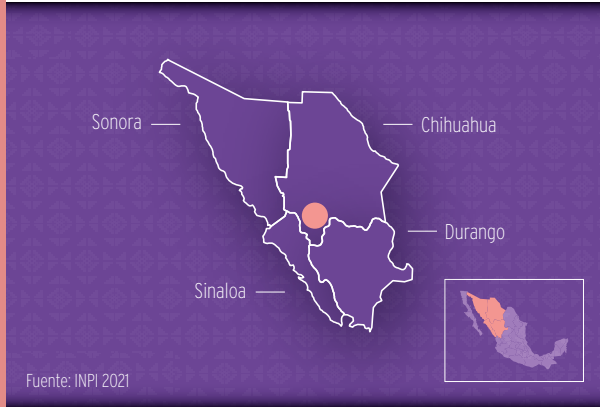 Sonora
Chihuahua
Durango
Sinaloa
Fuente: INPI 2021